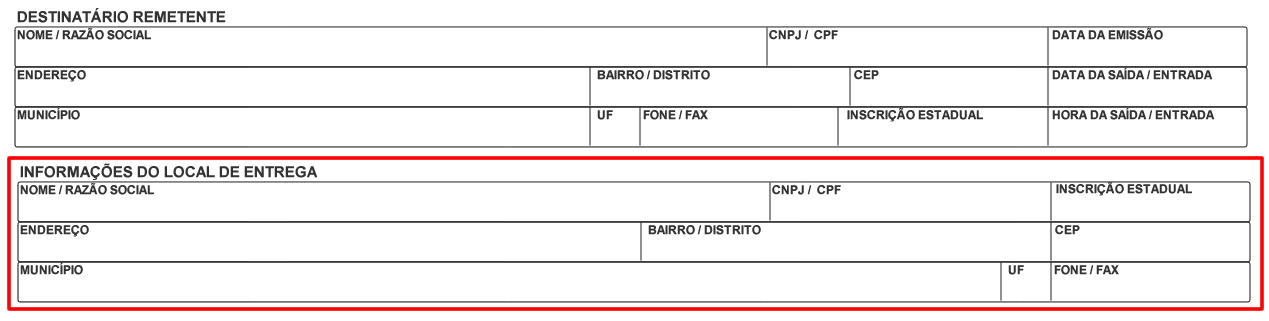 DESTINATÁRIO REMETENTE
NOME / RAZÃO SOCIAL CNPJ / CPF DATA DA EMISSÃO
ENDEREÇO BAIRRO / DISTRITO CEP DATA DA SAÍDA / ENTRADA
MUNICÍPIO UF FONE / FAX INSCRIÇÃO ESTADUAL HORA DA SAÍDA / ENTRADA
INFORMAÇÕES DO LOCAL DE ENTREGA
NOME / RAZÃO SOCIAL CNPJ / CPF INSCRIÇÃO ESTADUAL
ENDEREÇO BAIRRO / DISTRITO CEP
MUNICÍPIO UF FONE / FAX